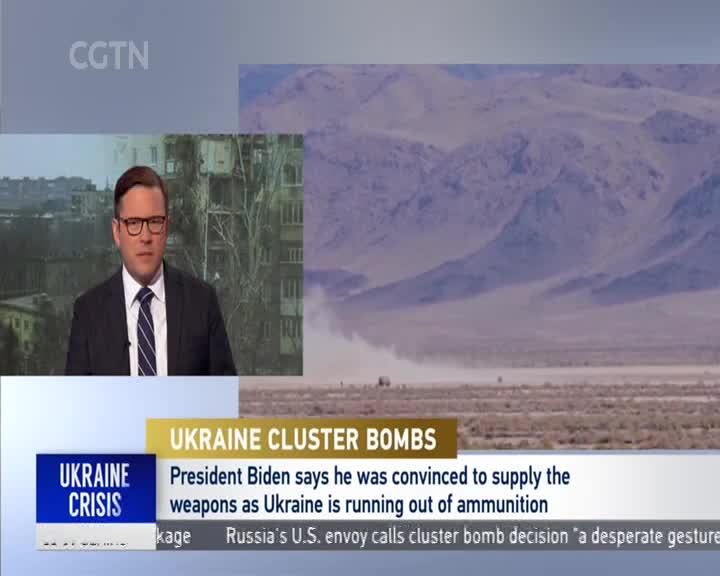 CGTN
UKRAINE CLUSTER BOMBS
UKRAINE
CRISIS
President Biden says he was convinced to supply the
weapons as Ukraine is running out of ammunition
kage Russia's U.S. envoy calls cluster bomb decision "a desperate gesture